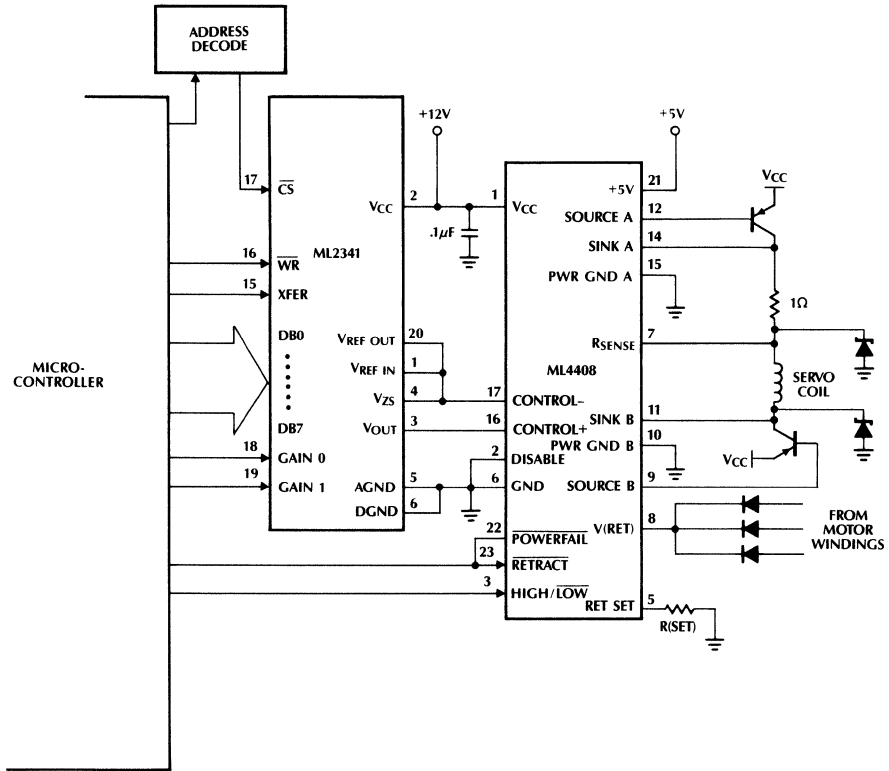 ADDRESS
DECODE
MICRO-
CONTROLLER
17
CS
16
WR
15
XFER
DB0
DB7
18
GAIN 0
19
GAIN 1
ML2341
VCC
2
VREF OUT
20
VREF IN
1
VZS
4
VOUT
3
AGND
5
DGND
6
+12V
.1µF
1
VCC
17
CONTROL–
16
CONTROL+
2
DISABLE
6
GND
22
POWERFAIL
23
RETRACT
3
HIGH/LOW
ML4408
+5V
+5V
21
SOURCE A
12
SINK A
14
PWR GND A
15
RSENSE
7
SINK B
11
PWR GND B
10
SOURCE B
9
V(RET)
8
RET SET
5
R(SET)
VCC
1Ω
SERVO
COIL
VCC
FROM
MOTOR
WINDINGS